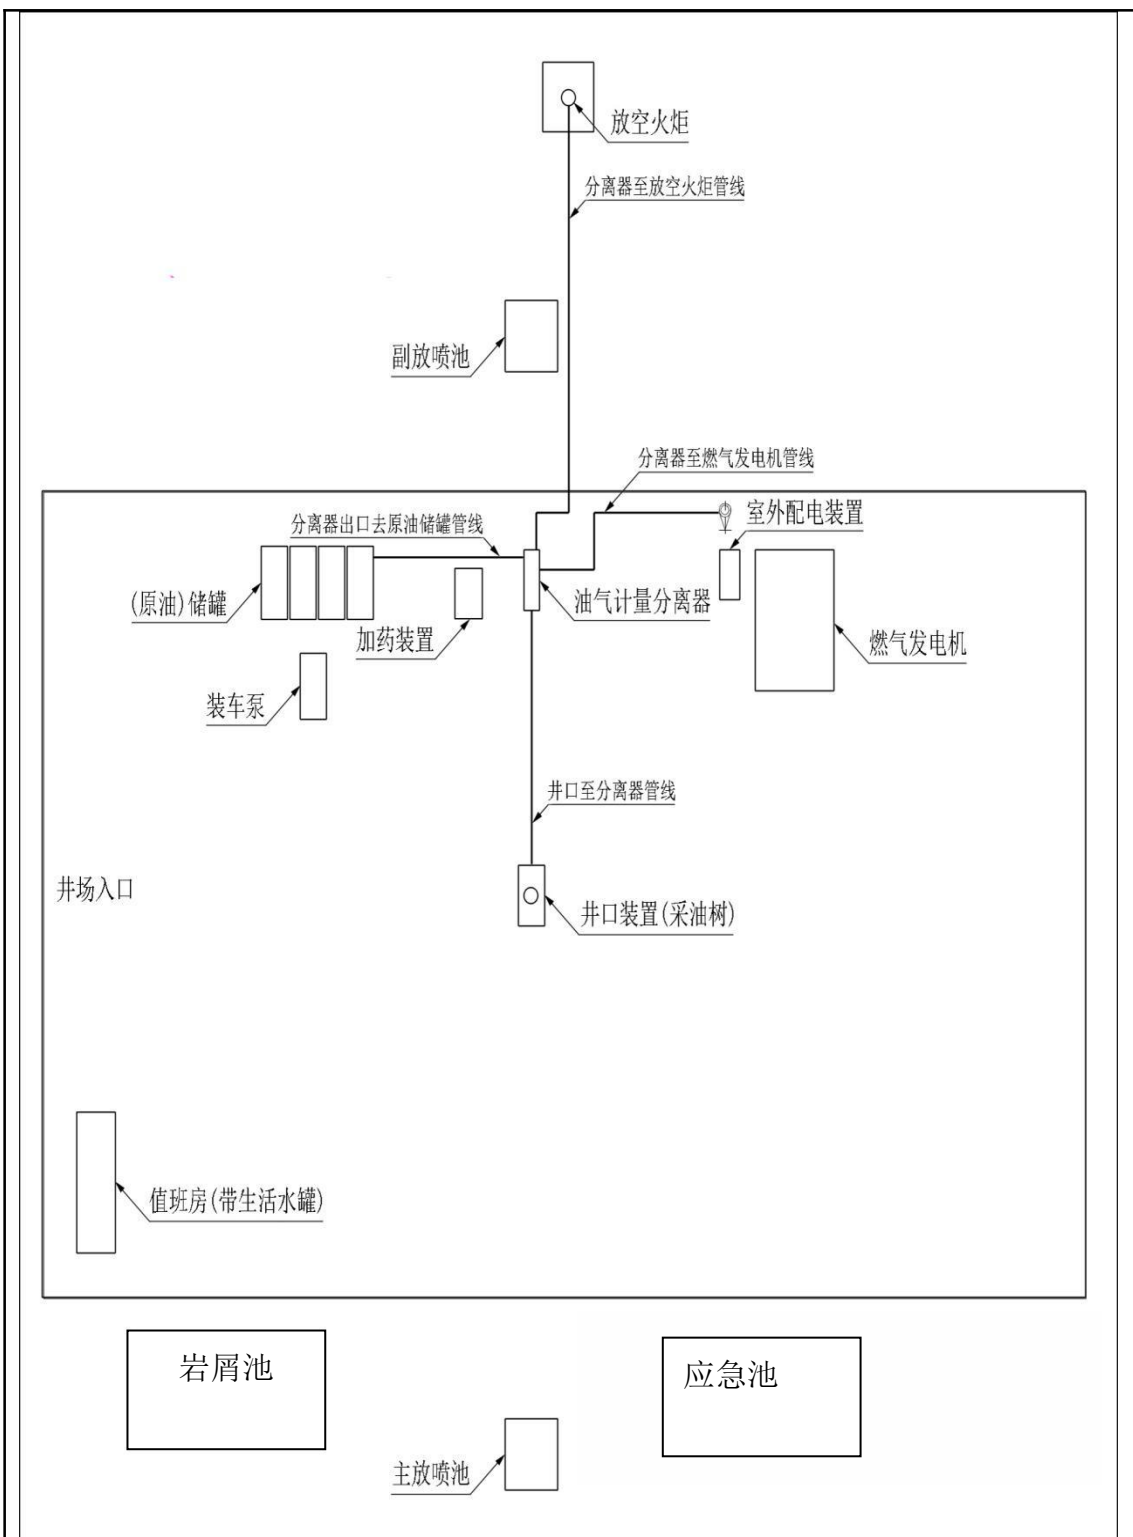 放空火炬
分离器至放空火炬管线
副放喷池
分离器至燃气发电机管线
室外配电装置
分离器出口去原油储罐管线
(原油)储罐
油气计量分离器
加药装置
燃气发电机
装车泵
井口至分离器管线
井场入口
井口装置(采油树)
值班房(带生活水罐)
岩屑池
应急池
主放喷池